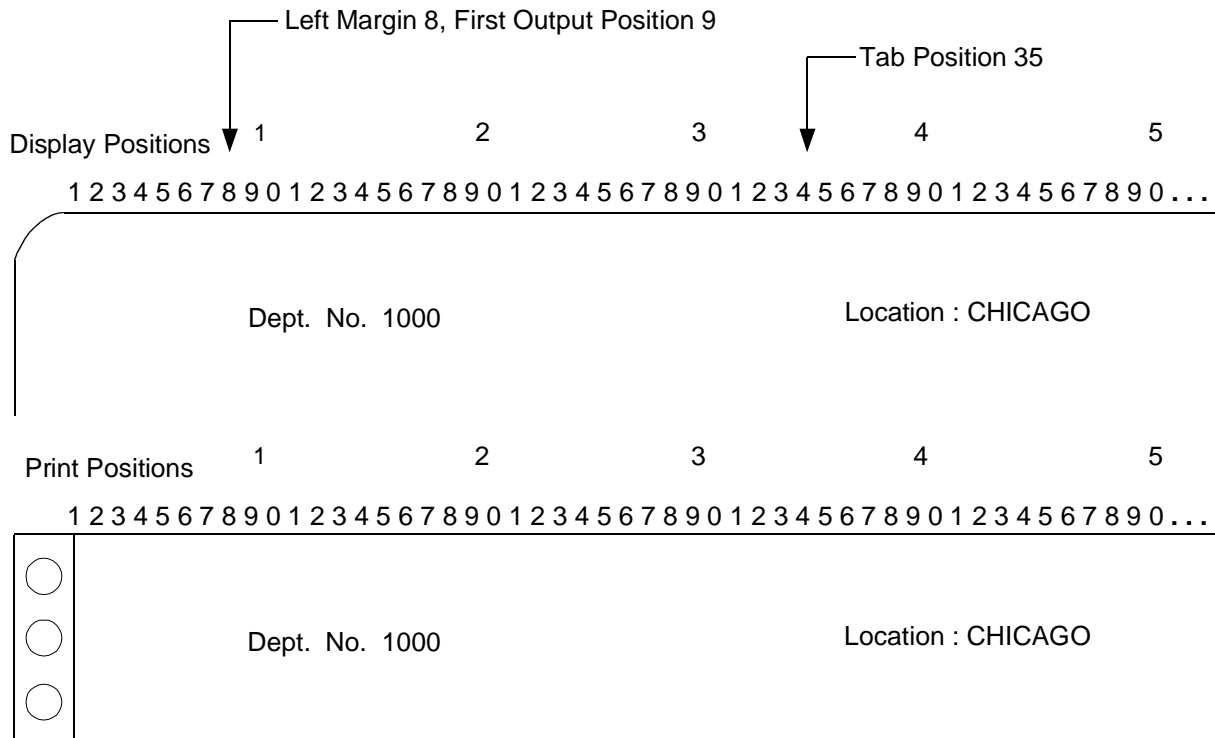 Left Margin 8, First Output Position 9
Tab Position 35
Display Positions 1 2 3 4 5
1 2 3 4 5 6 7 8 9 0 1 2 3 4 5 6 7 8 9 0 1 2 3 4 5 6 7 8 9 0 1 2 3 4 5 6 7 8 9 0 1 2 3 4 5 6 7 8 9 0 . . .
Dept. No. 1000 Location : CHICAGO
Print Positions 1 2 3 4 5
1 2 3 4 5 6 7 8 9 0 1 2 3 4 5 6 7 8 9 0 1 2 3 4 5 6 7 8 9 0 1 2 3 4 5 6 7 8 9 0 1 2 3 4 5 6 7 8 9 0 . . .
Dept. No. 1000 Location : CHICAGO